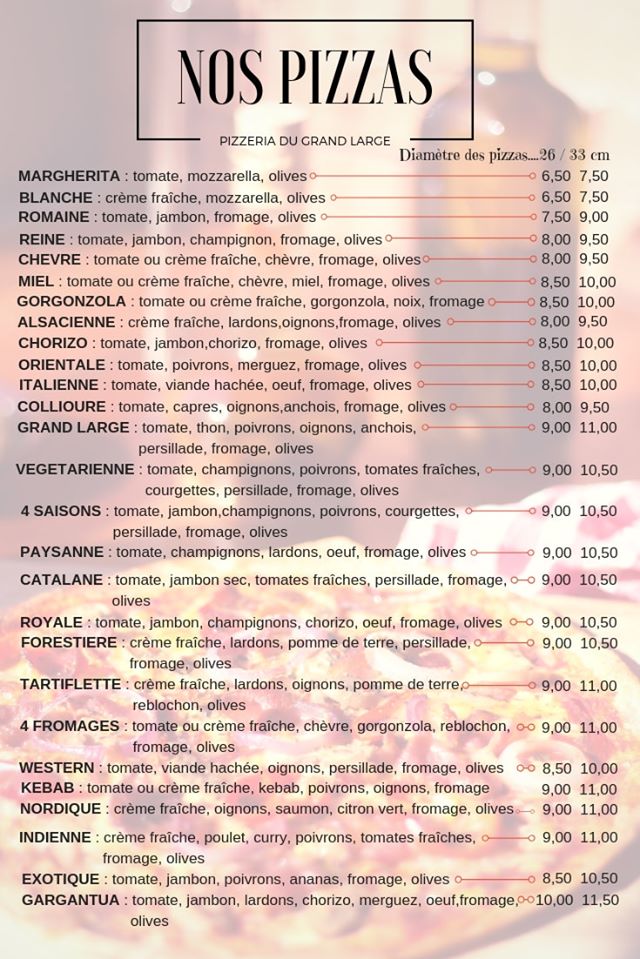 NOS PIZZAS
PIZZERIA DU GRAND LARGE
Diamètre des pizzas....26 / 33 cm
MARGHERITA : tomate, mozzarella, olives 6,50 7,50
BLANCHE : crème fraîche, mozzarella, olives 6,50 7,50
ROMAINE : tomate, jambon, fromage, olives 7,50 9,00
REINE : tomate, jambon, champignon, fromage, olives 8,00 9,50
CHEVRE : tomate ou crème fraîche, chèvre, fromage, olives 8,00 9,50
MIEL : tomate ou crème fraîche, chèvre, miel, fromage, olives 8,50 10,00
GORGONZOLA : tomate ou crème fraîche, gorgonzola, noix, fromage 8,50 10,00
ALSACIENNE : crème fraîche, lardons,oignons,fromage, olives 8,00 9,50
CHORIZO : tomate, jambon,chorizo, fromage, olives 8,50 10,00
ORIENTALE : tomate, poivrons, merguez, fromage, olives 8,50 10,00
ITALIENNE : tomate, viande hachée, oeuf, fromage, olives 8,50 10,00
COLLIOURE : tomate, capres, oignons,anchois, fromage, olives 8,00 9,50
GRAND LARGE : tomate, thon, poivrons, oignons, anchois, 9,00 11,00
persillade, fromage, olives
VEGETARIENNE : tomate, champignons, poivrons, tomates fraîches, 9,00 10,50
courgettes, persillade, fromage, olives
4 SAISONS : tomate, jambon,champignons, poivrons, courgettes, 9,00 10,50
persillade, fromage, olives
PAYSANNE : tomate, champignons, lardons, oeuf, fromage, olives 9,00 10,50
CATALANE : tomate, jambon sec, tomates fraîches, persillade, fromage, 9,00 10,50
olives
ROYALE : tomate, jambon, champignons, chorizo, oeuf, fromage, olives 9,00 10,50
FORESTIERE : crème fraîche, lardons, pomme de terre, persillade, 9,00 10,50
fromage, olives
TARTIFLETTE : crème fraîche, lardons, oignons, pomme de terre, 9,00 11,00
reblochon, olives
4 FROMAGES : tomate ou crème fraîche, chèvre, gorgonzola, reblochon, 9,00 11,00
fromage, olives
WESTERN : tomate, viande hachée, oignons, persillade, fromage, olives 8,50 10,00
KEBAB : tomate ou crème fraîche, kebab, poivrons, oignons, fromage 9,00 11,00
NORDIQUE : crème fraîche, oignons, saumon, citron vert, fromage, olives 9,00 11,00
INDIENNE : crème fraîche, poulet, curry, poivrons, tomates fraîches, 9,00 11,00
fromage, olives
EXOTIQUE : tomate, jambon, poivrons, ananas, fromage, olives 8,50 10,50
GARGANTUA : tomate, jambon, lardons, chorizo, merguez, oeuf,fromage, 10,00 11,50
olives